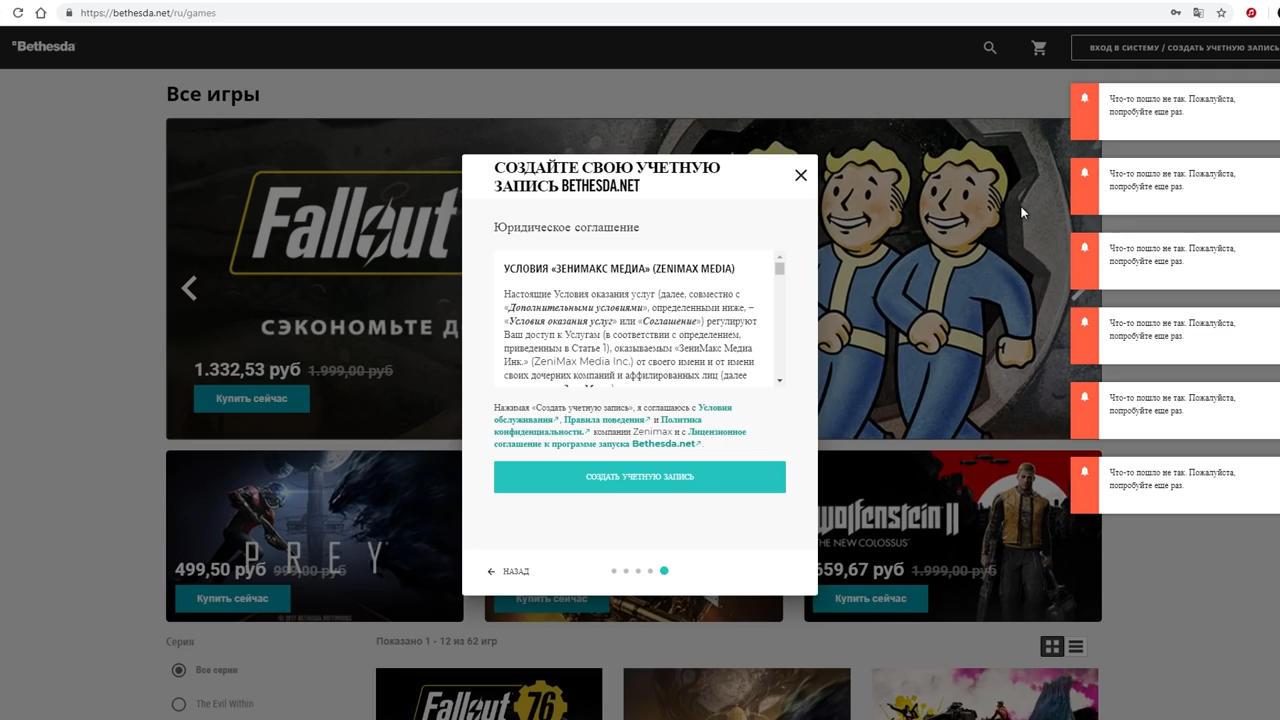 https://bethesda.net/ru/games
Bethesda
ВХОД В СИСТЕМУ / СОЗДАТЬ УЧЕТНУЮ ЗАПИСЬ
Все игры
Что-то пошло не так. Пожалуйста,
попробуйте еще раз.
Что-то пошло не так. Пожалуйста,
попробуйте еще раз.
Что-то пошло не так. Пожалуйста,
попробуйте еще раз.
Что-то пошло не так. Пожалуйста,
попробуйте еще раз.
Что-то пошло не так. Пожалуйста,
попробуйте еще раз.
Что-то пошло не так. Пожалуйста,
попробуйте еще раз.
Fallout
СЭКОНОМЬТЕ Д
1.332,53 руб 1.999,00 руб
Купить сейчас
СОЗДАЙТЕ СВОЮ УЧЕТНУЮ
ЗАПИСЬ BETHESDA.NET
Юридическое соглашение
УСЛОВИЯ «ЗЕНИМАКС МЕДИА» (ZENIMAX MEDIA)
Настоящие Условия оказания услуг (далее, совместно с
«Дополнительными условиями», определенными ниже, –
«Условия оказания услуг» или «Соглашение») регулируют
Ваш доступ к Услугам (в соответствии с определением,
приведенным в Статье 1), оказываемым «ЗениМакс Медиа
Инк.» (ZeniMax Media Inc.) от своего имени и от имени
своих дочерних компаний и аффилированных лиц (далее
Нажимая «Создать учетную запись», я соглашаюсь с Условия
обслуживания, Правила поведения и Политика
конфиденциальности. компании Zenimax и с Лицензионное
соглашение к программе запуска Bethesda.net.
СОЗДАТЬ УЧЕТНУЮ ЗАПИСЬ
НАЗАД
PREY
499,50 руб 999,00 руб
Купить сейчас
Купить сейчас
Wolfenstein II
THE NEW COLOSSUS
659,67 руб 1.999,00 руб
Купить сейчас
Серия
Показано 1 - 12 из 62 игр
Все серии
The Evil Within
Fallout 76